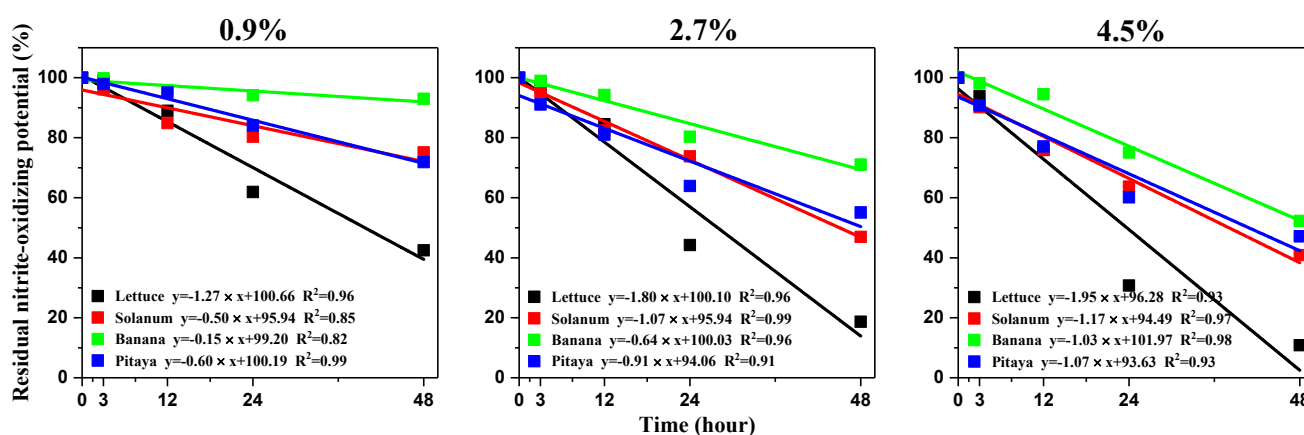 0.9%
2.7%
4.5%
Residual nitrite-oxidizing potential (%)
100
80
60
40
20
0
Lettuce y=-1.27 × x+100.66 R²=0.96
Solanum y=-0.50 × x+95.94 R²=0.85
Banana y=-0.15 × x+99.20 R²=0.82
Pitaya y=-0.60 × x+100.19 R²=0.99
0 3 12 24 48
100
80
60
40
20
0
Lettuce y=-1.80 × x+100.10 R²=0.96
Solanum y=-1.07 × x+95.94 R²=0.99
Banana y=-0.64 × x+100.03 R²=0.96
Pitaya y=-0.91 × x+94.06 R²=0.91
0 3 12 24 48
100
80
60
40
20
0
Lettuce y=-1.95 × x+96.28 R²=0.93
Solanum y=-1.17 × x+94.49 R²=0.97
Banana y=-1.03 × x+101.97 R²=0.98
Pitaya y=-1.07 × x+93.63 R²=0.93
0 3 12 24 48
Time (hour)